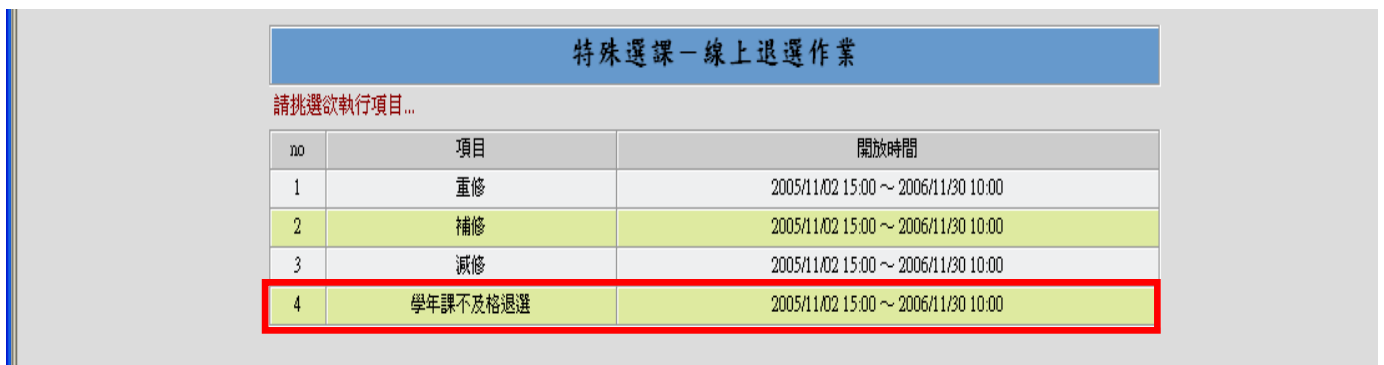 特殊選課－線上退選作業
請挑選欲執行項目...
no 項目 開放時間
1 重修 2005/11/02 15:00 ～ 2006/11/30 10:00
2 補修 2005/11/02 15:00 ～ 2006/11/30 10:00
3 減修 2005/11/02 15:00 ～ 2006/11/30 10:00
4 學年課不及格退選 2005/11/02 15:00 ～ 2006/11/30 10:00